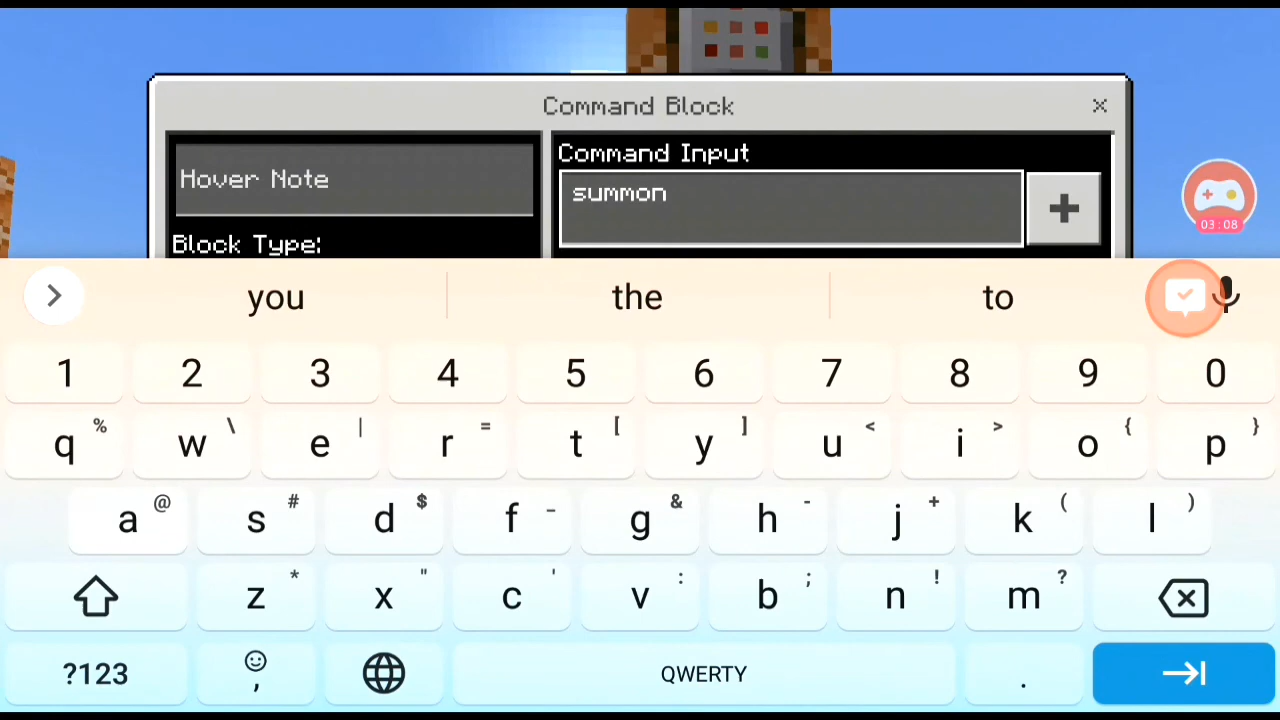 Command Block
Hover Note
Command Input
summon
Block Type:
03:08
you the to
1 2 3 4 5 6 7 8 9 0
q % w \ e | r = t [ y ] u < i > o { p }
a @ s # d $ f _ g & h - j + k ( l )
z * x " c ' v : b ; n ! m ?
?123 , QWERTY .